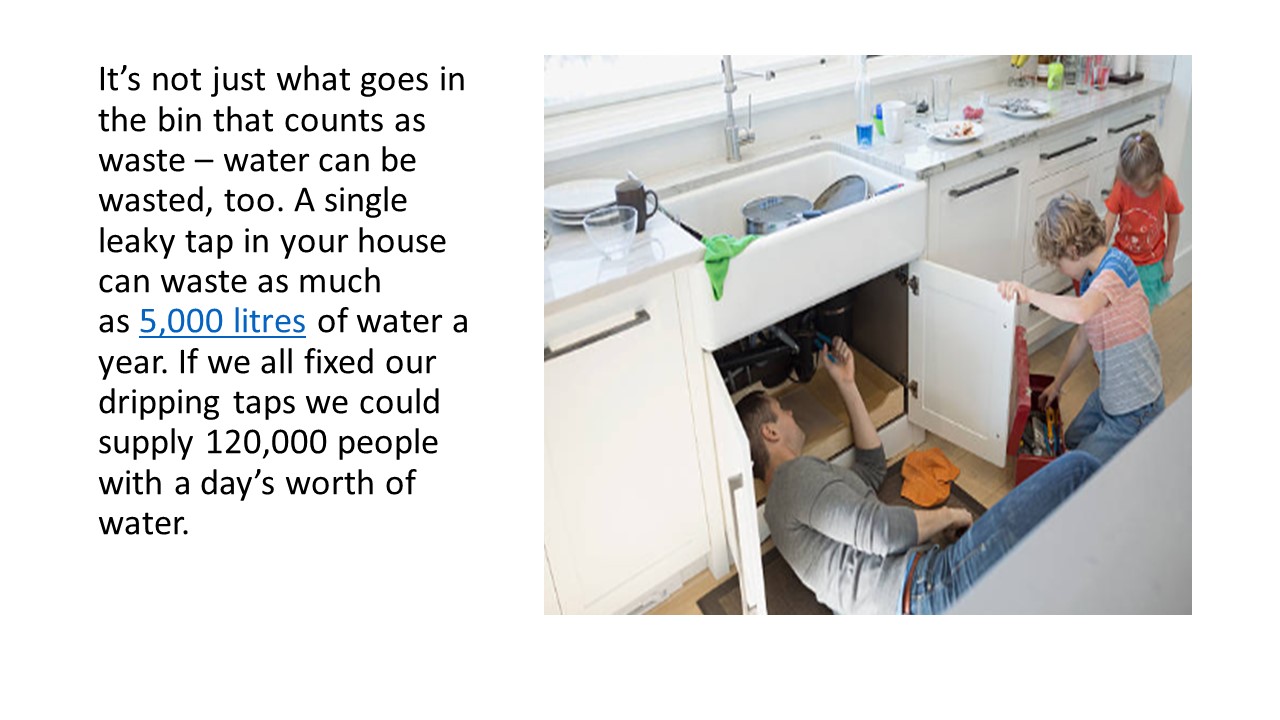 It’s not just what goes in
the bin that counts as
waste – water can be
wasted, too. A single
leaky tap in your house
can waste as much
as 5,000 litres of water a
year. If we all fixed our
dripping taps we could
supply 120,000 people
with a day’s worth of
water.